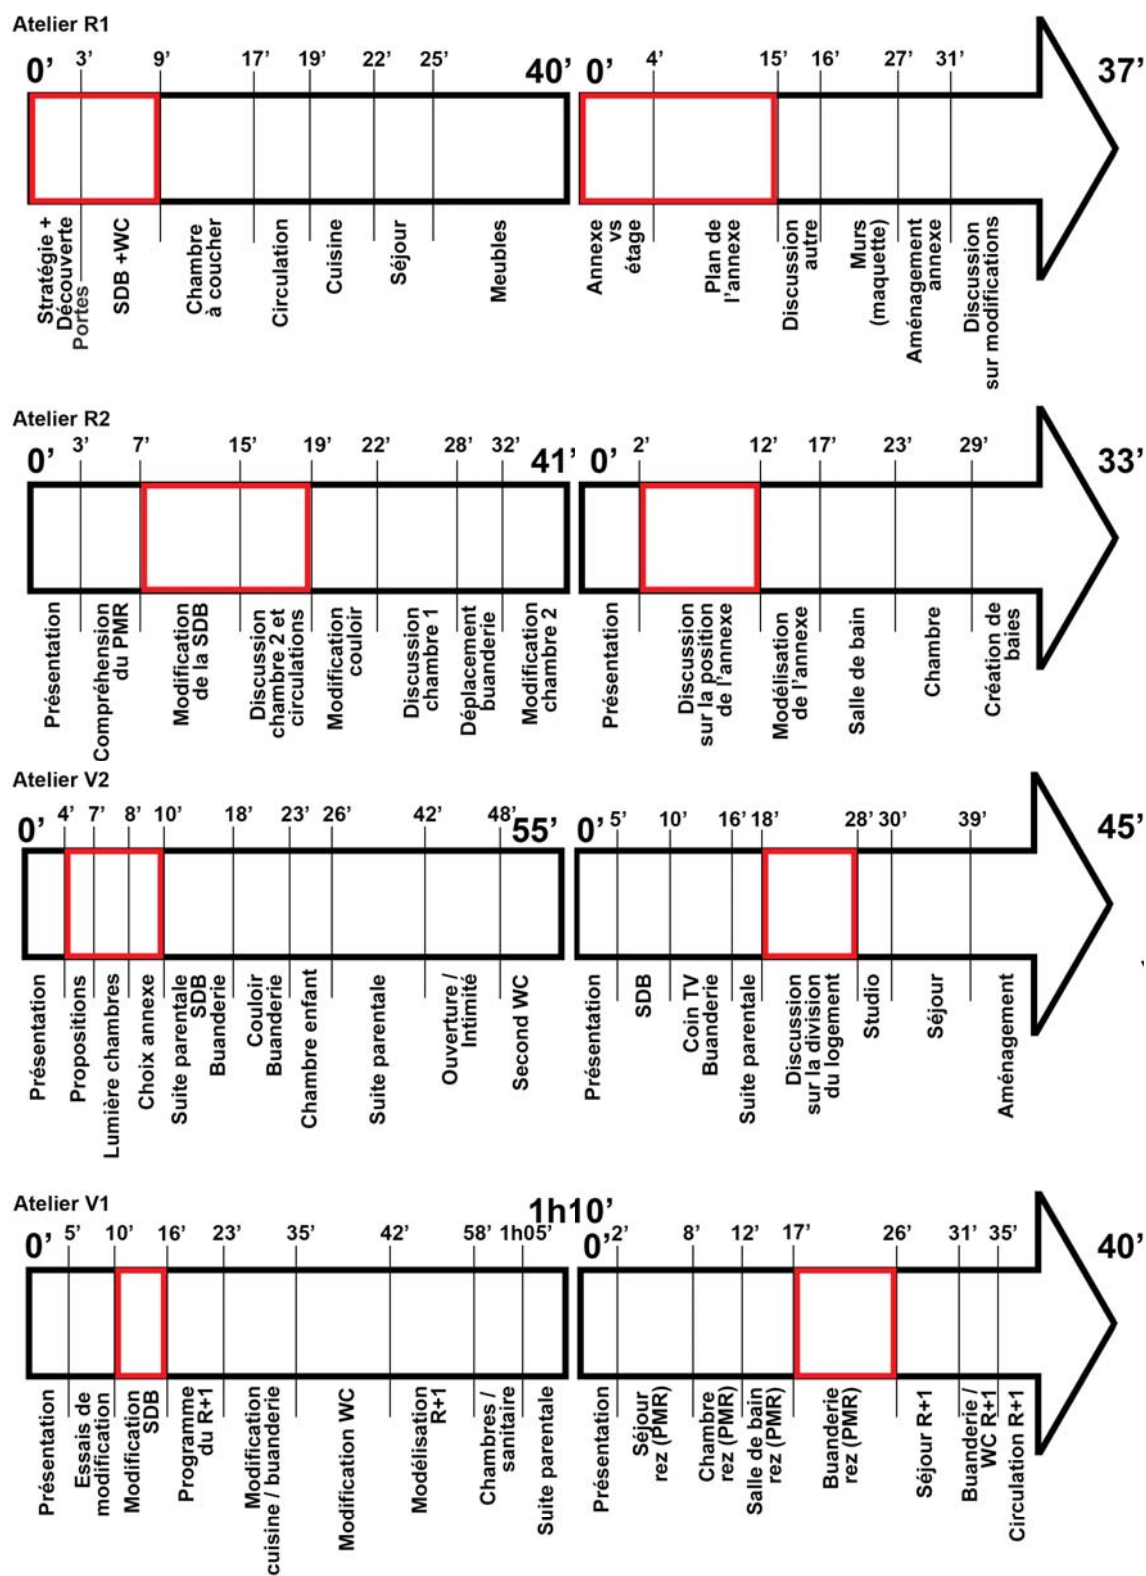 Atelier R1
0’ 3’ 9’ 17’ 19’ 22’ 25’ 40’ 0’ 4’ 15’ 16’ 27’ 31’ 37’
Stratégie +
Découverte
Portes
SDB +WC
Chambre
à coucher
Circulation
Cuisine
Séjour
Meubles
Annexe
vs
étage
Plan de
l’annexe
Discussion
autre
Murs
(maquette)
Aménagement
annexe
Discussion
sur modifications
Atelier R2
0’ 3’ 7’ 15’ 19’ 22’ 28’ 32’ 41’ 0’ 2’ 12’ 17’ 23’ 29’ 33’
Présentation
Compréhension
du PMR
Modification
de la SDB
Discussion
chambre 2 et
circulations
Modification
couloir
Discussion
chambre 1
Déplacement
buanderie
Modification
chambre 2
Présentation
Discussion
sur la position
de l’annexe
Modélisation
de l’annexe
Salle de bain
Chambre
Création de
baies
Atelier V2
0’ 4’ 7’ 8’ 10’ 18’ 23’ 26’ 42’ 48’ 55’ 0’ 5’ 10’ 16’ 18’ 28’ 30’ 39’ 45’
Présentation
Propositions
Lumière chambres
Choix annexe
Suite parentale
SDB
Buanderie
Couloir
Buanderie
Chambre enfant
Suite parentale
Ouverture /
Intimité
Second WC
Présentation
SDB
Coin TV
Buanderie
Suite parentale
Discussion
sur la division
du logement
Studio
Séjour
Aménagement
Atelier V1
0’ 5’ 10’ 16’ 23’ 35’ 42’ 58’ 1h05’ 1h10’ 0’ 2’ 8’ 12’ 17’ 26’ 31’ 35’ 40’
Présentation
Essais de
modification
Modification
SDB
Programme
du R+1
Modification
cuisine / buanderie
Modification WC
Modélisation
R+1
Chambres /
sanitaire
Suite parentale
Présentation
Séjour
rez (PMR)
Chambre
rez (PMR)
Salle de bain
rez (PMR)
Buanderie
rez (PMR)
Séjour R+1
Buanderie /
WC R+1
Circulation R+1